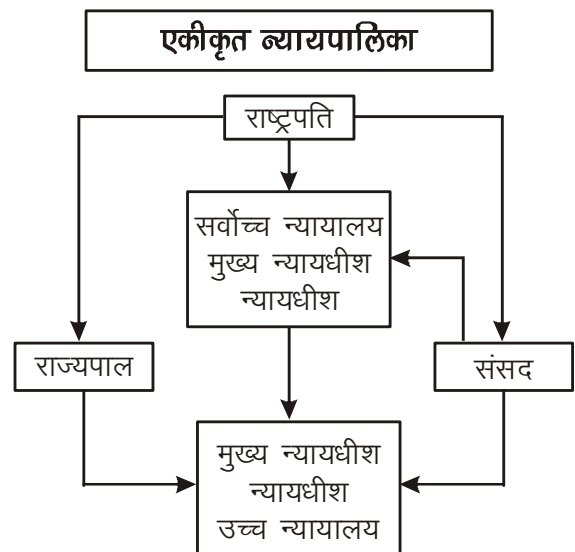 एकीकृत न्यायपालिका
राष्ट्रपति
सर्वोच्च न्यायालय
मुख्य न्यायधीश
न्यायधीश
राज्यपाल
संसद
मुख्य न्यायधीश
न्यायधीश
उच्च न्यायालय